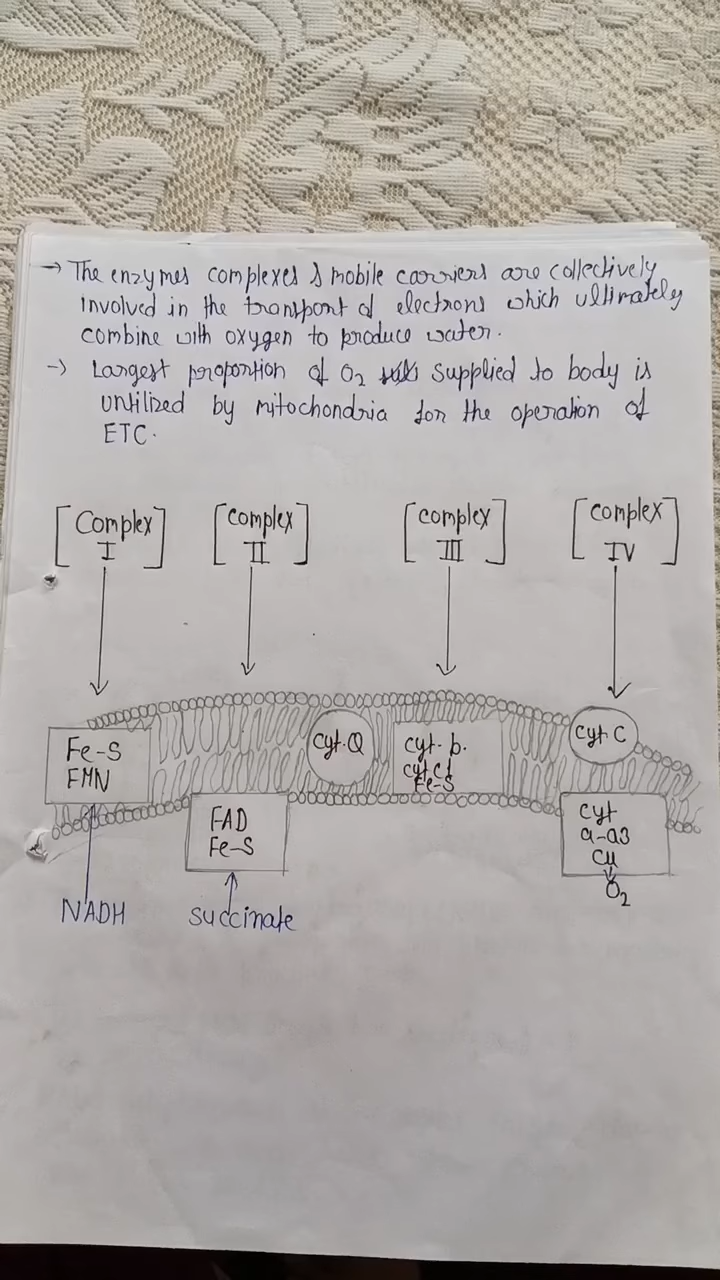 → The enzymes complexes & mobile carriers are collectively
involved in the transport of electrons which ultimately
combine with oxygen to produce water.
→ Largest proportion of O2 supplied to body is
untilized by mitochondria for the operation of
ETC.
[Complex I] [complex II] [complex III] [complex IV]
Fe-S
FMN
Cyt.Q
cyt. b.
cyt C1
Fe-S
Cyt C
FAD
Fe-S
Cyt
a-a3
Cu
O2
NADH
succinate